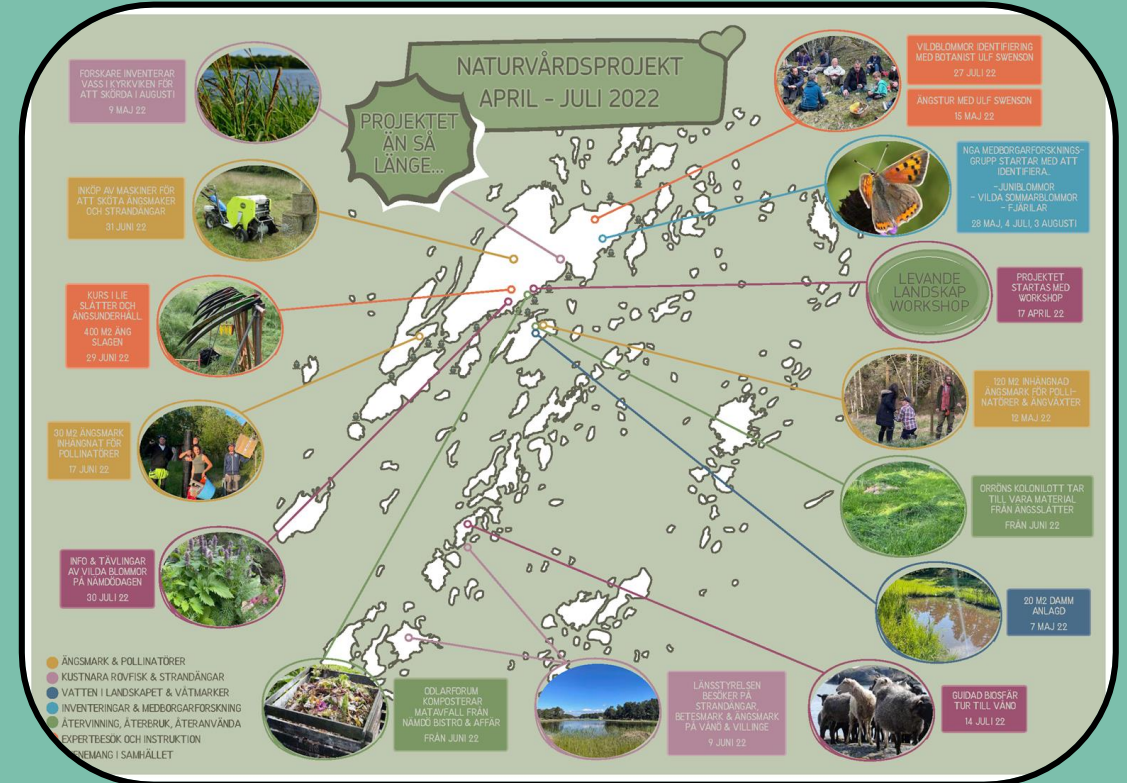 NATURVÅRDSPROJEKT
APRIL - JULI 2022
PROJEKTET
ÄN SÅ
LÄNGE...
FORSKARE INVENTERAR
VASS I KYRKVIKEN FÖR
ATT SKÖRDA I AUGUSTI
9 MAJ 22
INKÖP AV MASKINER FÖR
ATT SKÖTA ÄNGSMAKER
OCH STRANDÄNGAR
31 JUNI 22
KURS I LIE
SLÅTTER OCH
ÄNGSUNDERHÅLL.
400 M2 ÄNG
SLAGEN
29 JUNI 22
30 M2 ÄNGSMARK
INHÄNGNAT FÖR
POLLINATÖRER
17 JUNI 22
INFO & TÄVLINGAR
AV VILDA BLOMMOR
PÅ NÄMDÖDAGEN
30 JULI 22
VILDBLOMMOR IDENTIFIERING
MED BOTANIST ULF SWENSON
27 JULI 22
ÄNGSTUR MED ULF SWENSON
15 MAJ 22
NGA MEDBORGARFORSKNINGS-
GRUPP STARTAR MED ATT
IDENTIFIERA..
-JUNIBLOMMOR
- VILDA SOMMARBLOMMOR
- FJÄRILAR
28 MAJ, 4 JULI, 3 AUGUSTI
LEVANDE
LANDSKAP
WORKSHOP
PROJEKTET
STARTAS MED
WORKSHOP
17 APRIL 22
120 M2 INHÄNGNAD
ÄNGSMARK FÖR POLLI-
NATÖRER & ÄNGVÄXTER
12 MAJ 22
ORRÖNS KOLONILOTT TAR
TILL VARA MATERIAL
FRÅN ÄNGSSLÅTTER
FRÅN JUNI 22
20 M2 DAMM
ANLAGD
7 MAJ 22
GUIDAD BIOSFÄR
TUR TILL VÄNÖ
14 JULI 22
LÄNSSTYRELSEN
BESÖKER PÅ
STRANDÄNGAR,
BETESMARK & ÄNGSMARK
PÅ VÄNÖ & VILLINGE
9 JUNI 22
ODLARFORUM
KOMPOSTERAR
MATAVFALL FRÅN
NÄMDÖ BISTRO & AFFÄR
FRÅN JUNI 22
ÄNGSMARK & POLLINATÖRER
KUSTNARA ROVFISK & STRANDÄNGAR
VATTEN I LANDSKAPET & VÅTMARKER
INVENTERINGAR & MEDBORGARFORSKNING
ÅTERVINNING, ÅTERBRUK, ÅTERANVÄNDA
EXPERTBESÖK OCH INSTRUKTION
ENEMANG I SAMHÄLLET